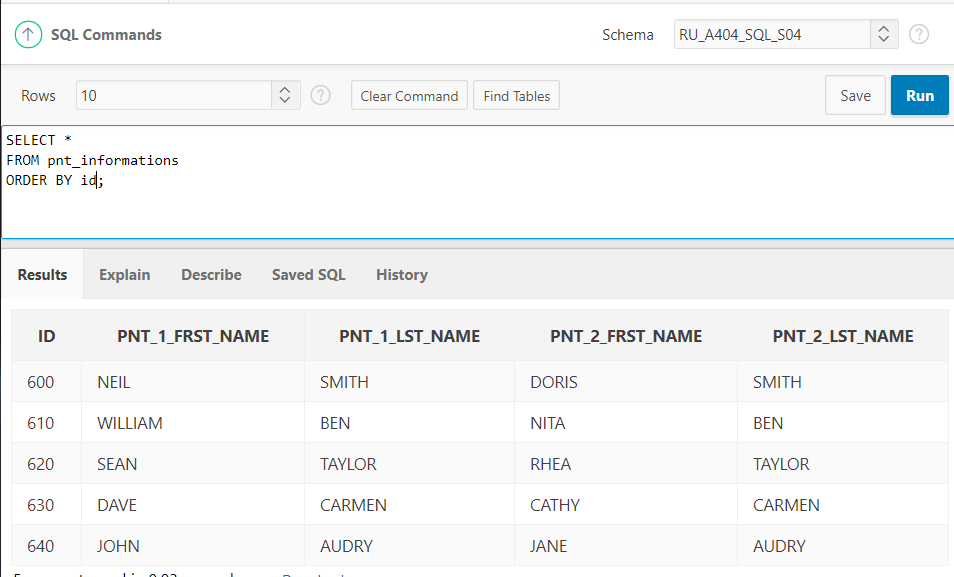 SQL Commands Schema RU_A404_SQL_S04
Rows 10 Clear Command Find Tables Save Run
SELECT *
FROM pnt_informations
ORDER BY id;
Results Explain Describe Saved SQL History
ID PNT_1_FRST_NAME PNT_1_LST_NAME PNT_2_FRST_NAME PNT_2_LST_NAME
600 NEIL SMITH DORIS SMITH
610 WILLIAM BEN NITA BEN
620 SEAN TAYLOR RHEA TAYLOR
630 DAVE CARMEN CATHY CARMEN
640 JOHN AUDRY JANE AUDRY